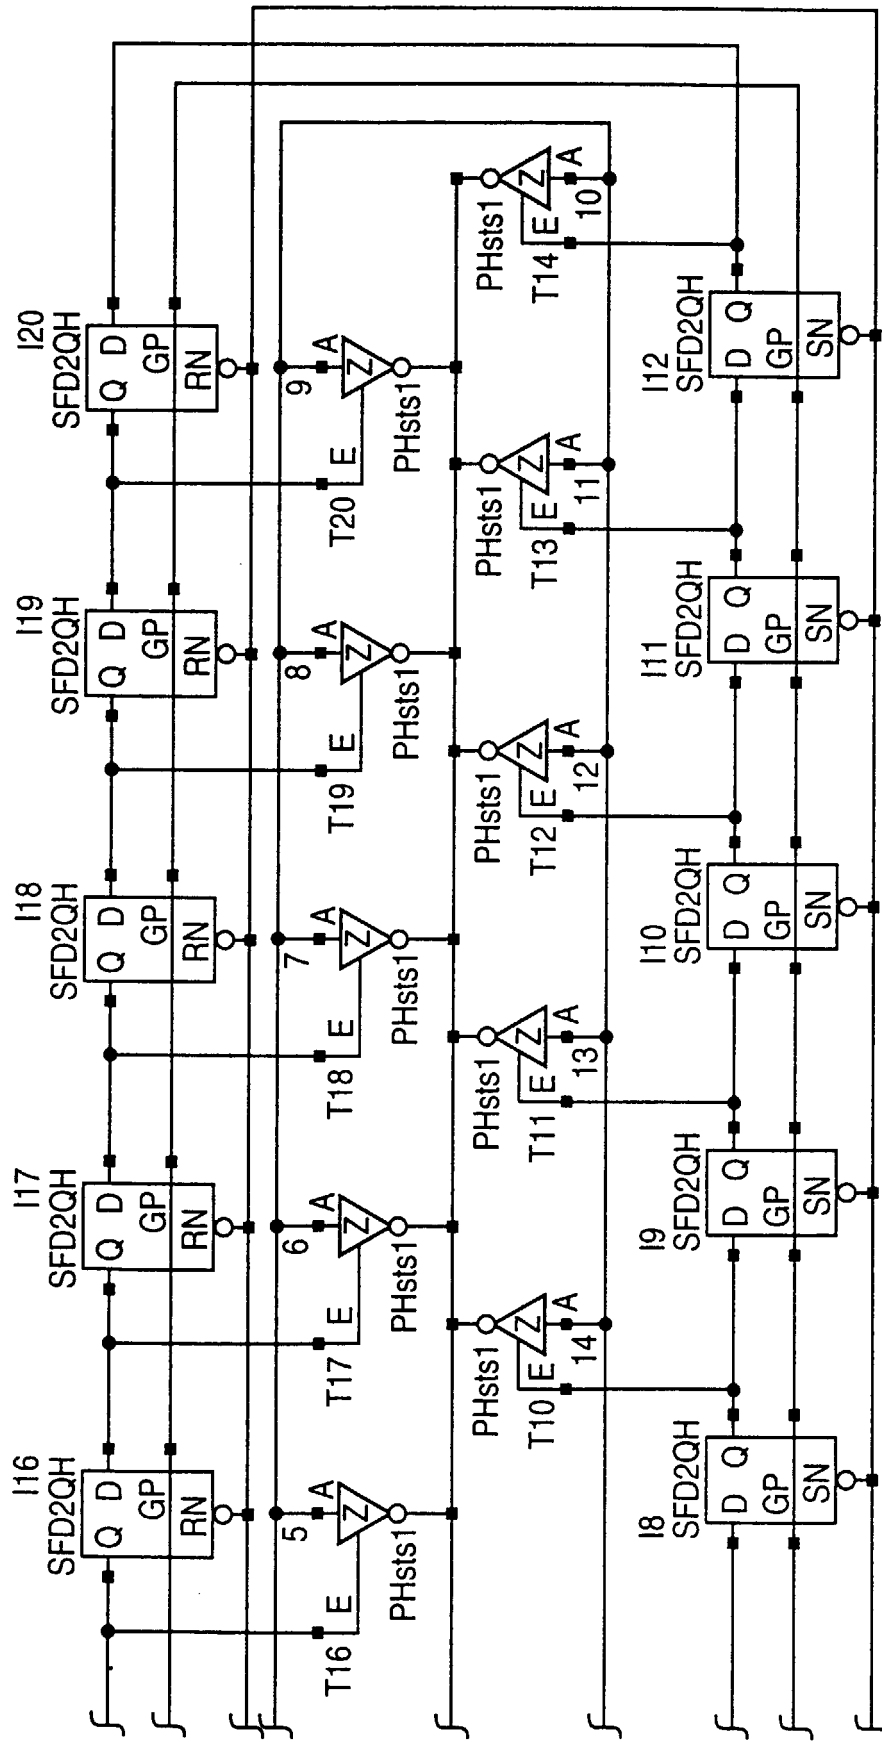 I16
SFD2QH
Q D
GP
RN
I17
SFD2QH
Q D
GP
RN
I18
SFD2QH
Q D
GP
RN
I19
SFD2QH
Q D
GP
RN
I20
SFD2QH
Q D
GP
RN
T16
E
5
A
Z
PHsts1
T17
E
6
A
Z
PHsts1
T18
E
7
A
Z
PHsts1
T19
E
8
A
Z
PHsts1
T20
E
9
A
Z
PHsts1
PHsts1
Z
T10
E
14
A
PHsts1
Z
T11
E
13
A
PHsts1
Z
T12
E
12
A
PHsts1
Z
T13
E
11
A
PHsts1
Z
T14
E
10
A
I8
SFD2QH
D Q
GP
SN
I9
SFD2QH
D Q
GP
SN
I10
SFD2QH
D Q
GP
SN
I11
SFD2QH
D Q
GP
SN
I12
SFD2QH
D Q
GP
SN